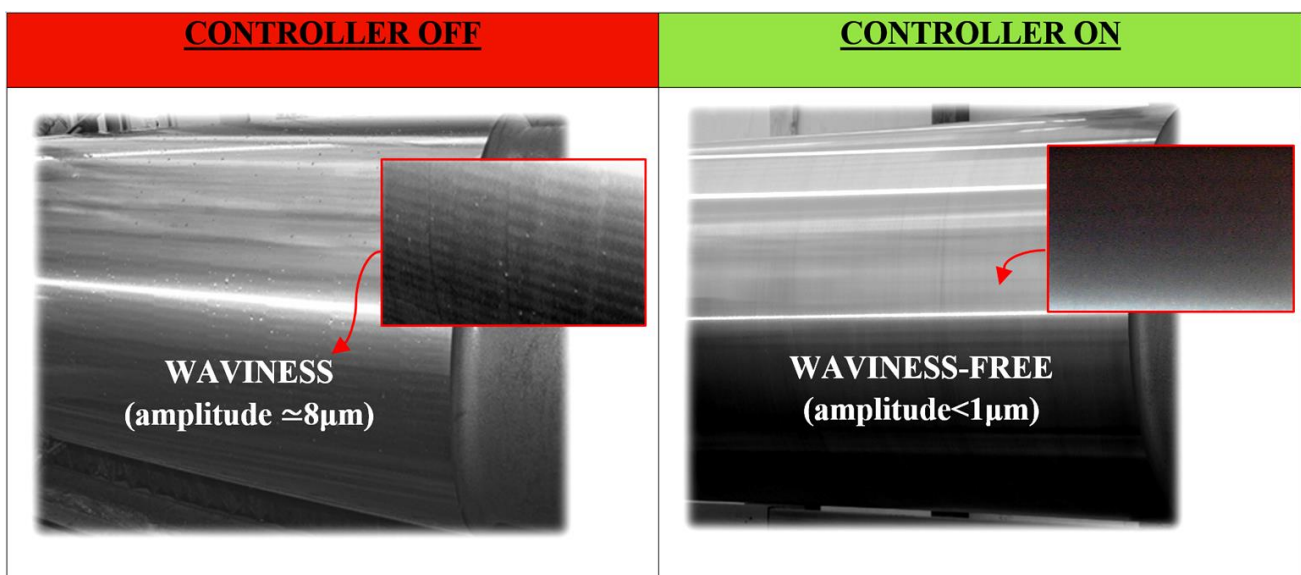 CONTROLLER OFF
CONTROLLER ON
WAVINESS
(amplitude ≃8μm)
WAVINESS-FREE
(amplitude<1μm)